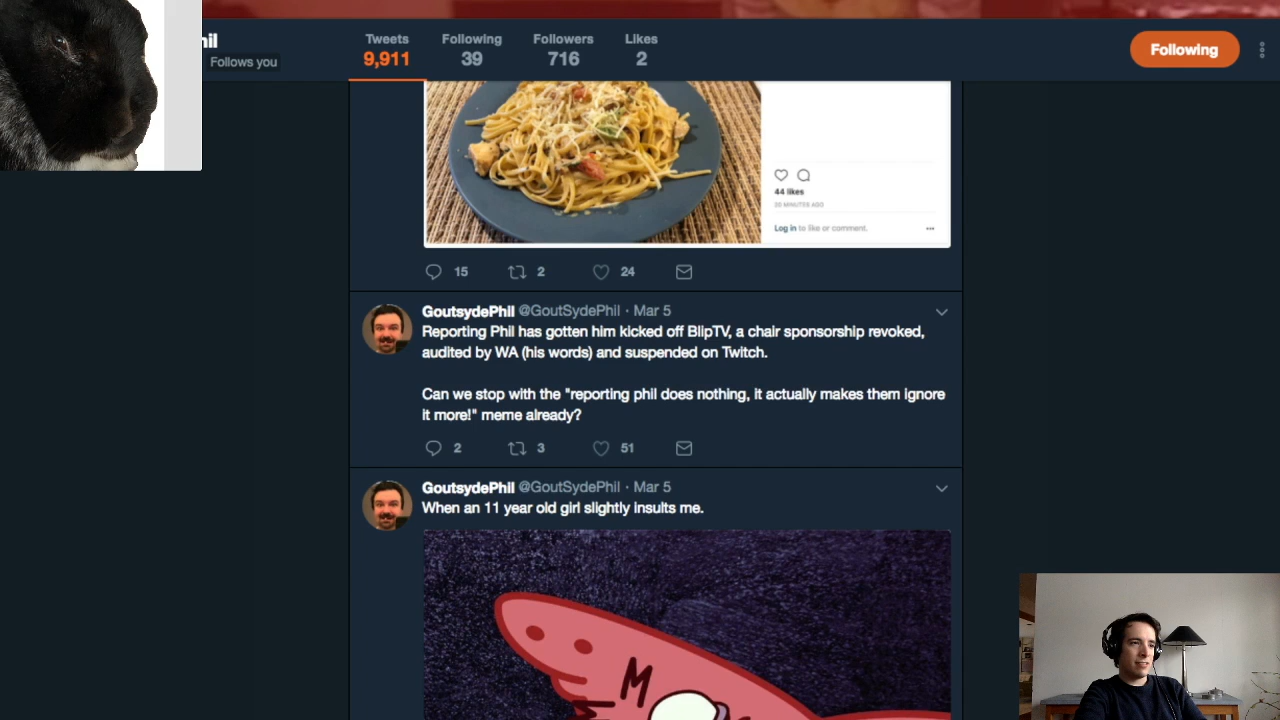 hil
Follows you
Tweets Following Followers Likes
9,911 39 716 2
Following
44 likes
20 MINUTES AGO
Log in to like or comment.
15 2 24
GoutsydePhil @GoutSydePhil · Mar 5
Reporting Phil has gotten him kicked off BlipTV, a chair sponsorship revoked,
audited by WA (his words) and suspended on Twitch.
Can we stop with the "reporting phil does nothing, it actually makes them ignore
it more!" meme already?
2 3 51
GoutsydePhil @GoutSydePhil · Mar 5
When an 11 year old girl slightly insults me.
M